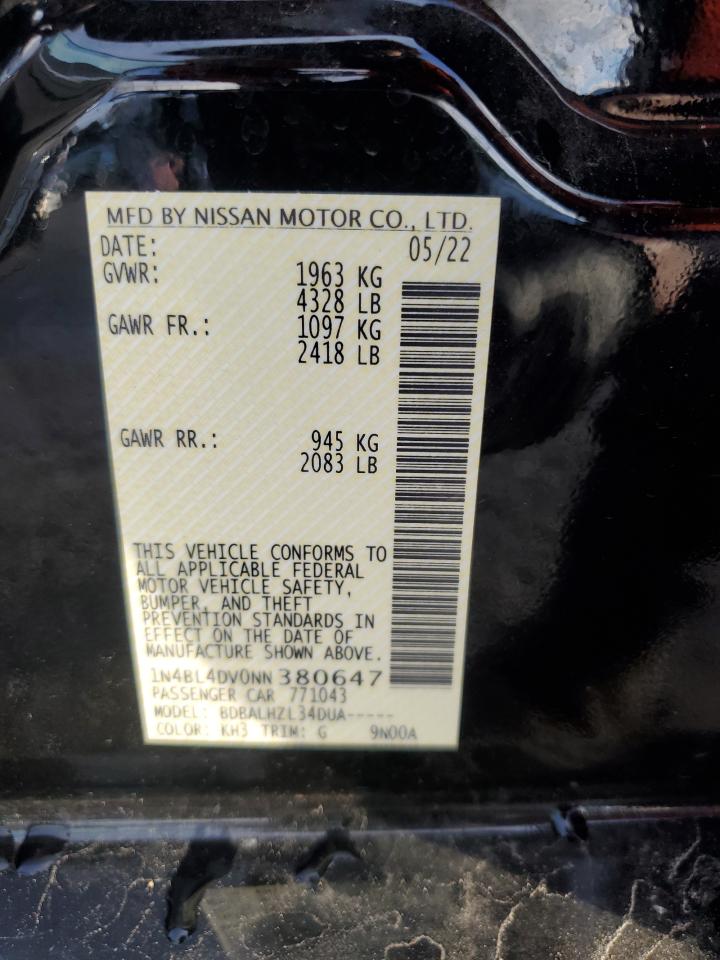 MFD BY NISSAN MOTOR CO., LTD.
DATE: 05/22
GVWR: 1963 KG
4328 LB
GAWR FR.: 1097 KG
2418 LB
GAWR RR.: 945 KG
2083 LB
THIS VEHICLE CONFORMS TO
ALL APPLICABLE FEDERAL
MOTOR VEHICLE SAFETY,
BUMPER, AND THEFT
PREVENTION STANDARDS IN
EFFECT ON THE DATE OF
MANUFACTURE SHOWN ABOVE.
1N4BL4DV0NN380647
PASSENGER CAR 771043
MODEL: BDBALHZL34DUA-----
COLOR: KH3 TRIM: G 9N00A